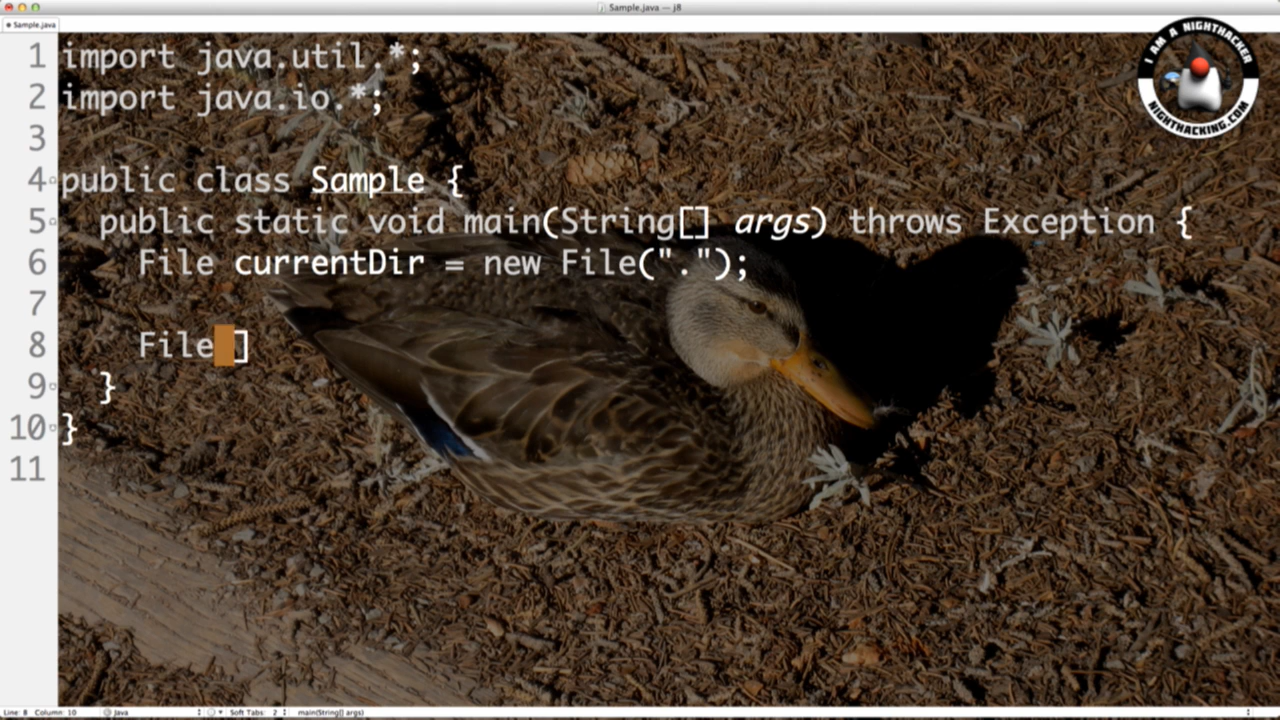 Sample.java — j8
Sample.java
1 import java.util.*;
2 import java.io.*;
3
4 public class Sample {
5 public static void main(String[] args) throws Exception {
6 File currentDir = new File(".");
7
8 File[]
9 }
10 }
11
I AM A NIGHTHACKER
NIGHTHACKING.COM
Line: 8 Column: 10 Java Soft Tabs: 2 main(String[] args)